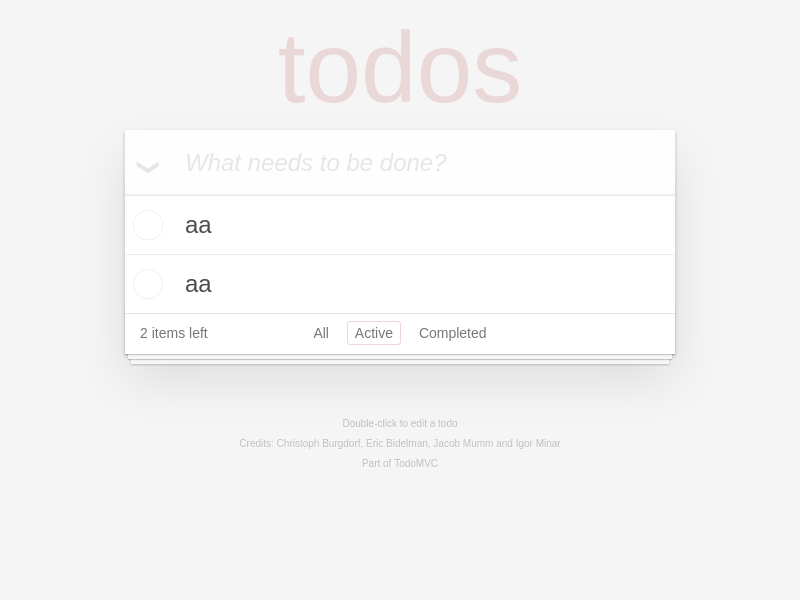 todos
What needs to be done?
aa
aa
2 items left All Active Completed
Double-click to edit a todo
Credits: Christoph Burgdorf, Eric Bidelman, Jacob Mumm and Igor Minar
Part of TodoMVC